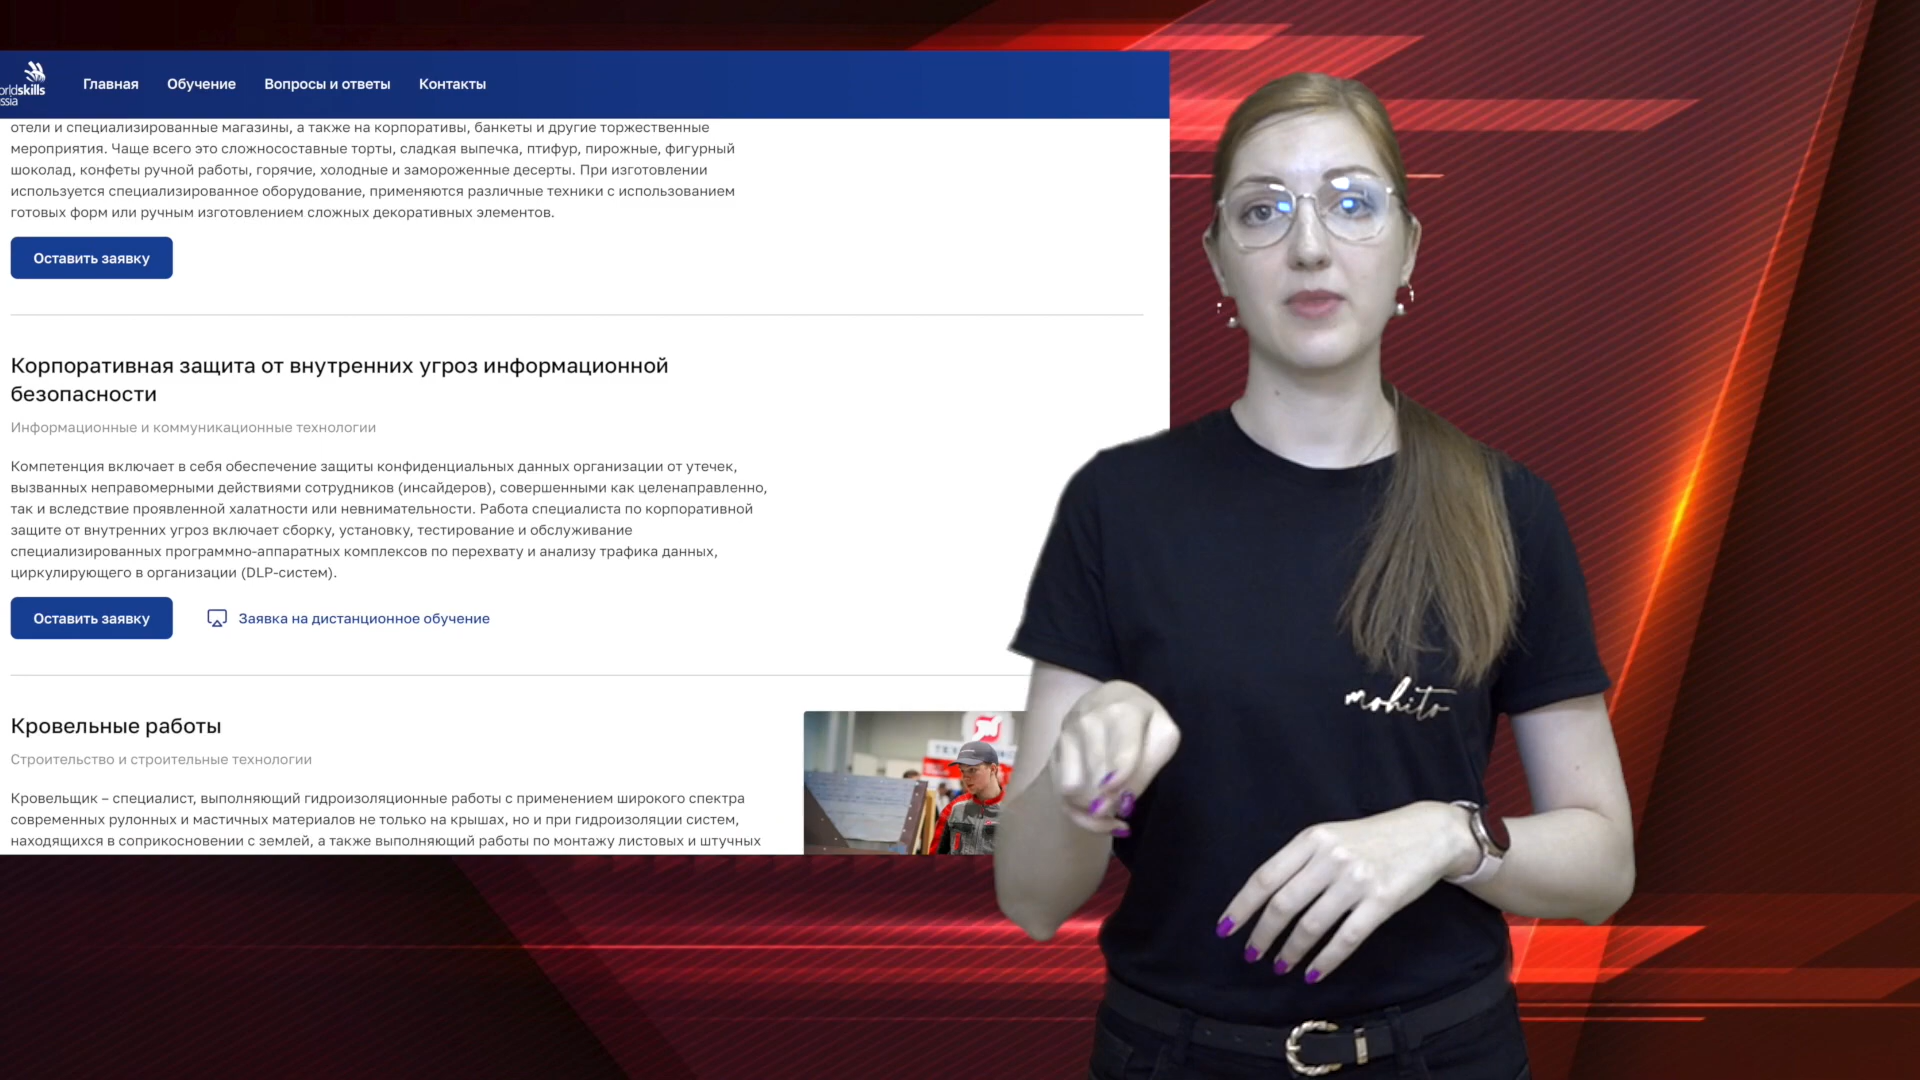 orldskills
ssia
Главная Обучение Вопросы и ответы Контакты
отели и специализированные магазины, а также на корпоративы, банкеты и другие торжественные
мероприятия. Чаще всего это сложносоставные торты, сладкая выпечка, птифур, пирожные, фигурный
шоколад, конфеты ручной работы, горячие, холодные и замороженные десерты. При изготовлении
используется специализированное оборудование, применяются различные техники с использованием
готовых форм или ручным изготовлением сложных декоративных элементов.
Оставить заявку
Корпоративная защита от внутренних угроз информационной
безопасности
Информационные и коммуникационные технологии
Компетенция включает в себя обеспечение защиты конфиденциальных данных организации от утечек,
вызванных неправомерными действиями сотрудников (инсайдеров), совершенными как целенаправленно,
так и вследствие проявленной халатности или невнимательности. Работа специалиста по корпоративной
защите от внутренних угроз включает сборку, установку, тестирование и обслуживание
специализированных программно-аппаратных комплексов по перехвату и анализу трафика данных,
циркулирующего в организации (DLP-систем).
Оставить заявку Заявка на дистанционное обучение
Кровельные работы
Строительство и строительные технологии
Кровельщик – специалист, выполняющий гидроизоляционные работы с применением широкого спектра
современных рулонных и мастичных материалов не только на крышах, но и при гидроизоляции систем,
находящихся в соприкосновении с землей, а также выполняющий работы по монтажу листовых и штучных
mohito